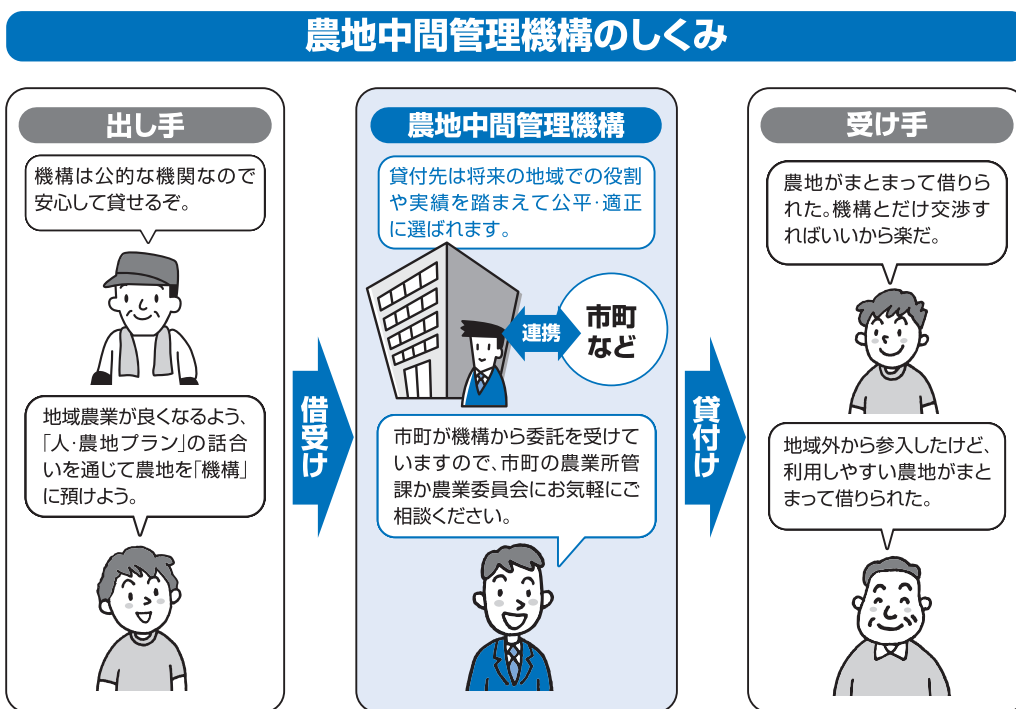 農地中間管理機構のしくみ
出し手
機構は公的な機関なので
安心して貸せるぞ。
地域農業が良くなるよう、
「人・農地プラン」の話合
いを通じて農地を「機構」
に預けよう。
借受け
農地中間管理機構
貸付先は将来の地域での役割
や実績を踏まえて公平・適正
に選ばれます。
連携
市町
など
市町が機構から委託を受けて
いますので、市町の農業所管
課か農業委員会にお気軽にご
相談ください。
貸付け
受け手
農地がまとまって借りら
れた。機構とだけ交渉す
ればいいから楽だ。
地域外から参入したけど、
利用しやすい農地がまと
まって借りられた。